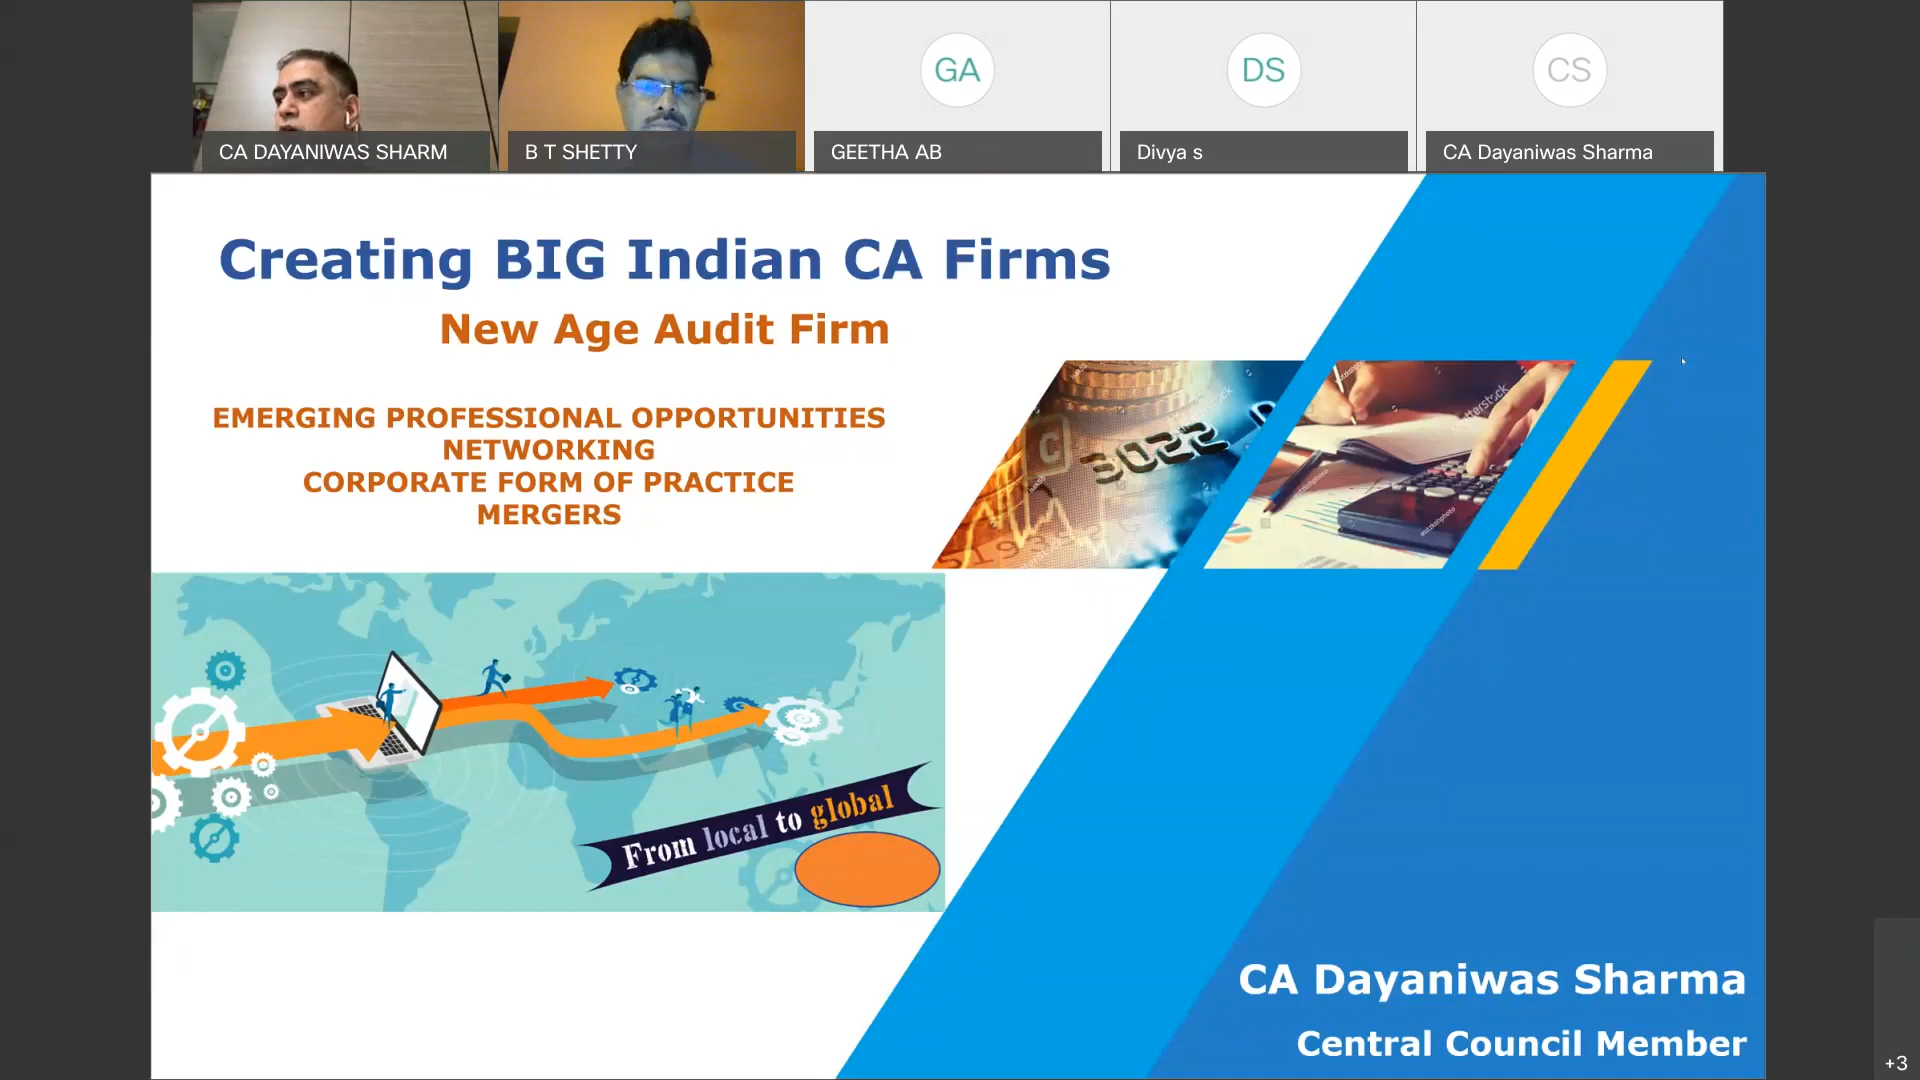 CA DAYANIWAS SHARM
B T SHETTY
GA
GEETHA AB
DS
Divya s
CS
CA Dayaniwas Sharma
Creating BIG Indian CA Firms
New Age Audit Firm
EMERGING PROFESSIONAL OPPORTUNITIES
NETWORKING
CORPORATE FORM OF PRACTICE
MERGERS
C
3022
From local to global
CA Dayaniwas Sharma
Central Council Member
+3